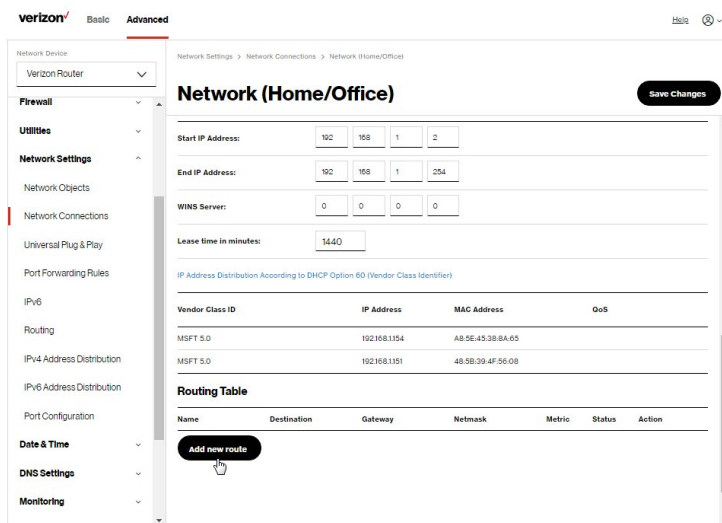 verizon Basic Advanced Help
Network Device
Verizon Router
Firewall
Utilities
Network Settings
Network Objects
Network Connections
Universal Plug & Play
Port Forwarding Rules
IPv6
Routing
IPv4 Address Distribution
IPv6 Address Distribution
Port Configuration
Date & Time
DNS Settings
Monitoring
Network Settings > Network Connections > Network (Home/Office)
Network (Home/Office) Save Changes
Start IP Address: 192 168 1 2
End IP Address: 192 168 1 254
WINS Server: 0 0 0 0
Lease time in minutes: 1440
IP Address Distribution According to DHCP Option 60 (Vendor Class Identifier)
Vendor Class ID IP Address MAC Address QoS
MSFT 5.0 192.168.1.154 A8:5E:45:38:8A:65
MSFT 5.0 192.168.1.151 48:5B:39:4F:56:08
Routing Table
Name Destination Gateway Netmask Metric Status Action
Add new route